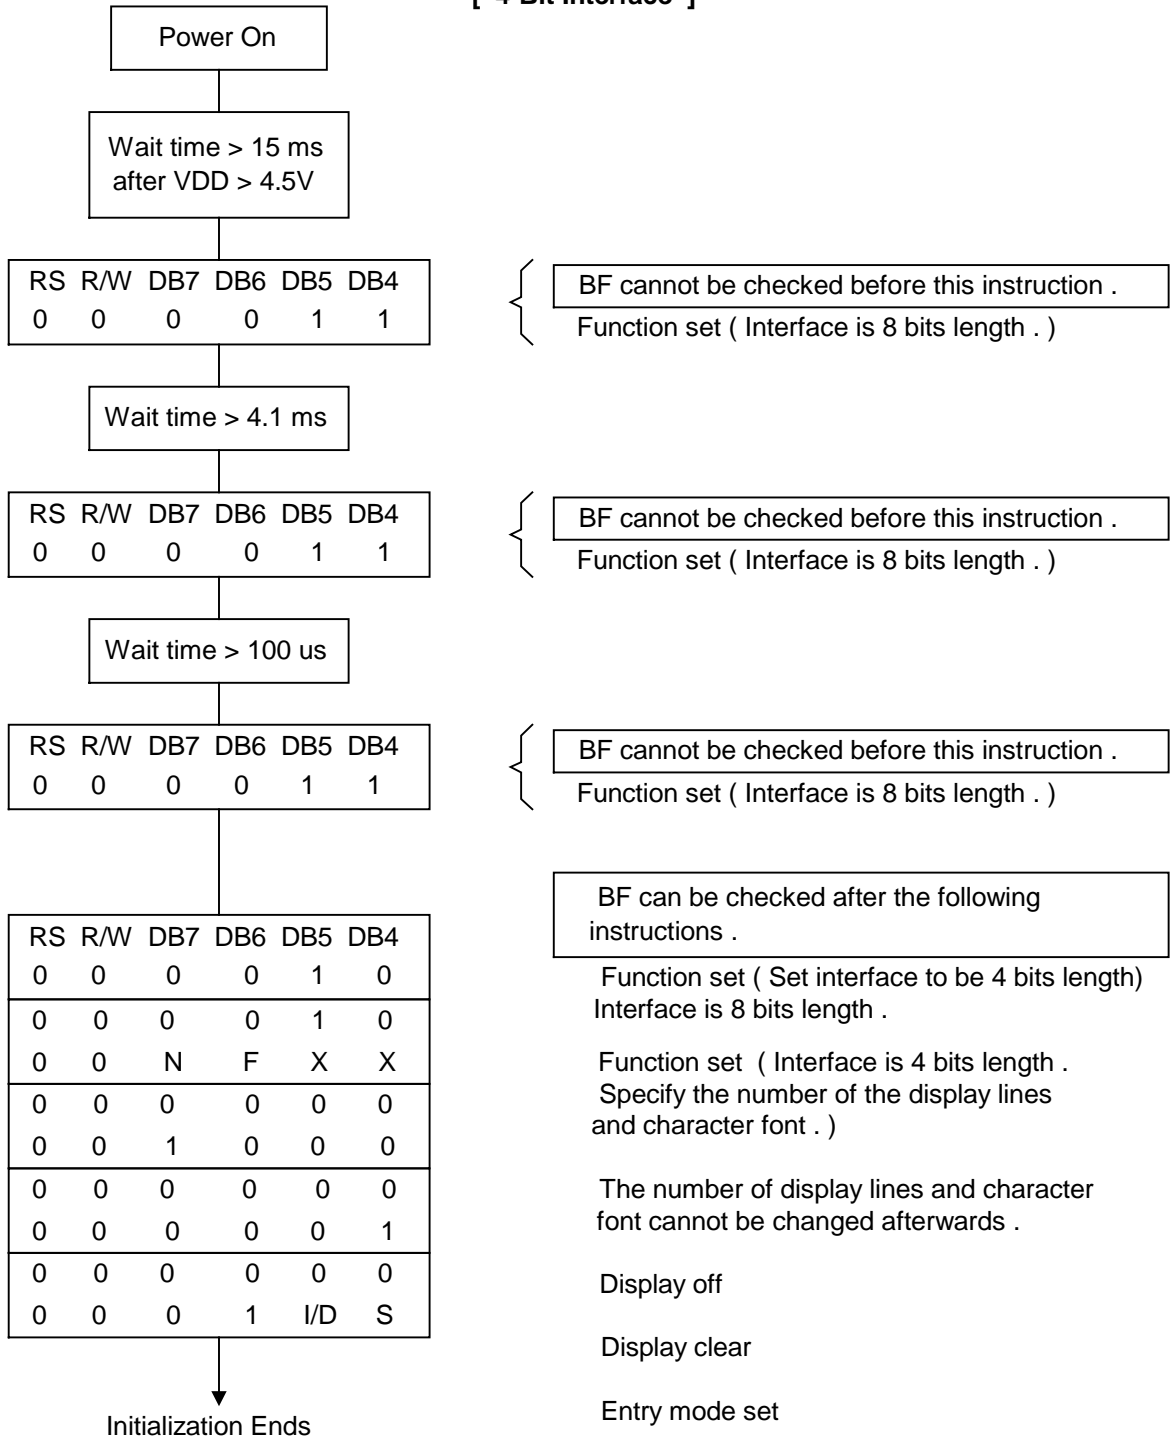 [ 4-Bit Interface ]
Power On
Wait time > 15 ms
after VDD > 4.5V
RS R/W DB7 DB6 DB5 DB4
0 0 0 0 1 1
BF cannot be checked before this instruction .
Function set ( Interface is 8 bits length . )
Wait time > 4.1 ms
RS R/W DB7 DB6 DB5 DB4
0 0 0 0 1 1
BF cannot be checked before this instruction .
Function set ( Interface is 8 bits length . )
Wait time > 100 us
RS R/W DB7 DB6 DB5 DB4
0 0 0 0 1 1
BF cannot be checked before this instruction .
Function set ( Interface is 8 bits length . )
RS R/W DB7 DB6 DB5 DB4
0 0 0 0 1 0
0 0 0 0 1 0
0 0 N F X X
0 0 0 0 0 0
0 0 1 0 0 0
0 0 0 0 0 0
0 0 0 0 0 1
0 0 0 0 0 0
0 0 0 1 I/D S
BF can be checked after the following
instructions .
Function set ( Set interface to be 4 bits length)
Interface is 8 bits length .
Function set ( Interface is 4 bits length .
Specify the number of the display lines
and character font . )
The number of display lines and character
font cannot be changed afterwards .
Display off
Display clear
Entry mode set
Initialization Ends